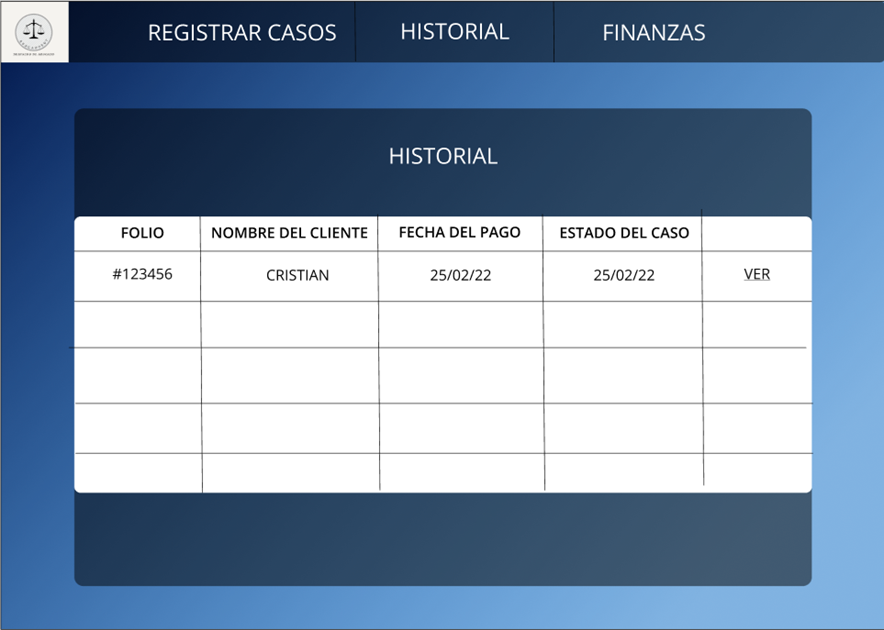 REGISTRAR CASOS
HISTORIAL
FINANZAS
HISTORIAL
FOLIO NOMBRE DEL CLIENTE FECHA DEL PAGO ESTADO DEL CASO
#123456 CRISTIAN 25/02/22 25/02/22 VER